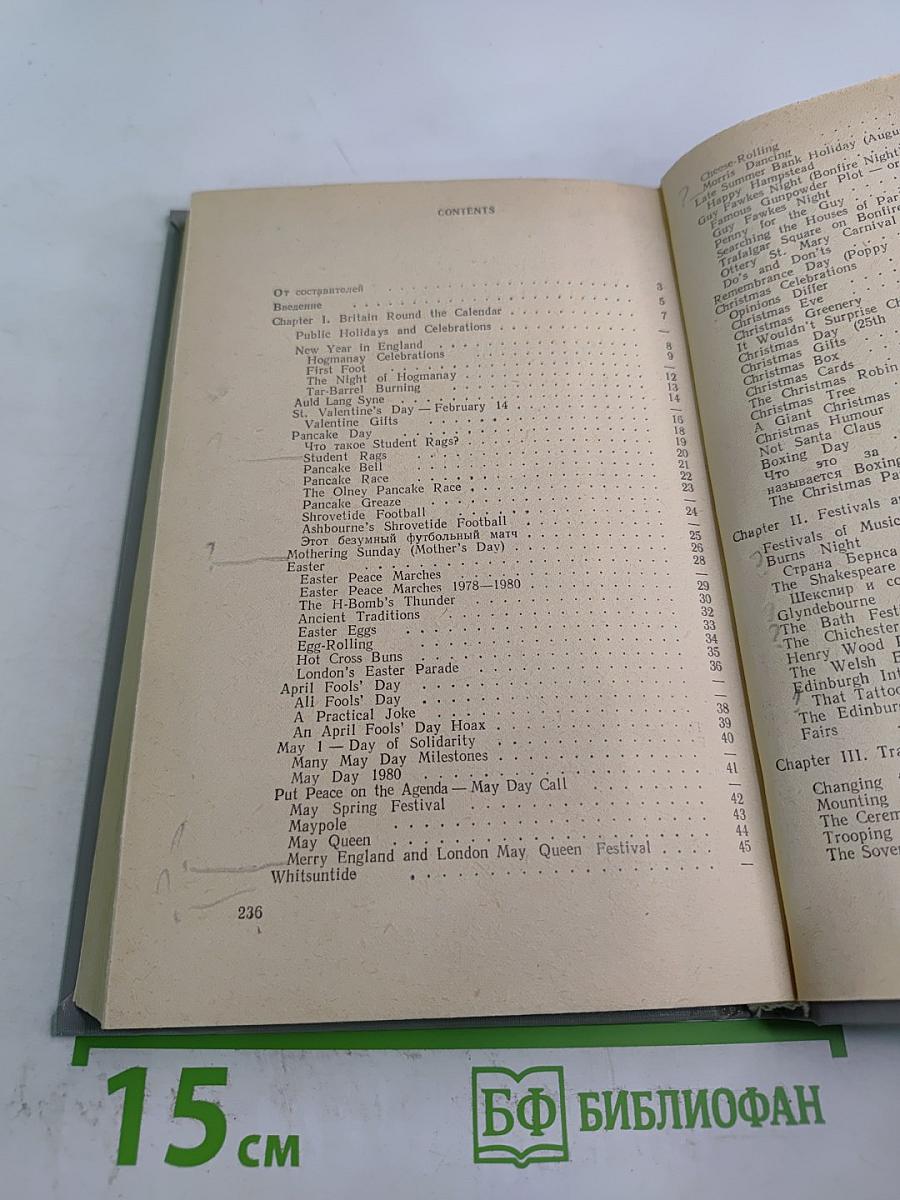 CONTENTS
От составителей . . . 3
Введение . . . 5
Chapter I. Britain Round the Calendar . . . 7
Public Holidays and Celebrations . . . —
New Year in England . . . 8
Hogmanay Celebrations . . . 9
First Foot . . . —
The Night of Hogmanay . . . 12
Tar-Barrel Burning . . . 13
Auld Lang Syne . . . 14
St. Valentine's Day — February 14 . . . —
Valentine Gifts . . . 16
Pancake Day . . . 18
Что такое Student Rags? . . . 19
Student Rags . . . 20
Pancake Bell . . . 21
Pancake Race . . . 22
The Olney Pancake Race . . . 23
Pancake Greaze . . . —
Shrovetide Football . . . 24
Ashbourne's Shrovetide Football . . . —
Этот безумный футбольный матч . . . 25
Mothering Sunday (Mother's Day) . . . 26
Easter . . . 28
Easter Peace Marches . . . —
Easter Peace Marches 1978—1980 . . . 29
The H-Bomb's Thunder . . . 30
Ancient Traditions . . . 32
Easter Eggs . . . 33
Egg-Rolling . . . 34
Hot Cross Buns . . . 35
London's Easter Parade . . . 36
April Fools' Day . . . —
All Fools' Day . . . —
A Practical Joke . . . 38
An April Fools' Day Hoax . . . 39
May 1 — Day of Solidarity . . . 40
Many May Day Milestones . . . —
May Day 1980 . . . 41
Put Peace on the Agenda — May Day Call . . . —
May Spring Festival . . . 42
Maypole . . . 43
May Queen . . . 44
Merry England and London May Queen Festival . . . 45
Whitsuntide . . . —
236
Cheese-Rolling
Morris Dancing
Late Summer Bank Holiday (Augu
Happy Hampstead
Guy Fawkes Night (Bonfire Night)
Famous Gunpowder Plot — or
Guy Fawkes Night
Penny for the Guy
Searching the Houses of Par
Trafalgar Square on Bonfire
Ottery St. Mary Carnival
Do's and Don'ts
Remembrance Day (Poppy
Christmas Celebrations
Opinions Differ
Christmas Eve
Christmas Greenery
It Wouldn't Surprise Ch
Christmas Day (25th
Christmas Gifts
Christmas Box
Christmas Cards
The Christmas Robin
Christmas Tree
A Giant Christmas
Christmas Humour
Not Santa Claus
Boxing Day
Что это за
называется Boxing
The Christmas Pa
Chapter II. Festivals a
Festivals of Music
Burns Night
Страна Бернса
The Shakespeare
Шекспир и со
Glyndebourne
The Bath Fest
The Chichester
Henry Wood
The Welsh E
Edinburgh Int
That Tattoo
The Edinburg
Fairs
Chapter III. Tra
Changing
Mounting
The Cerem
Trooping
The Sover
15 см
БФ БИБЛИОФАН